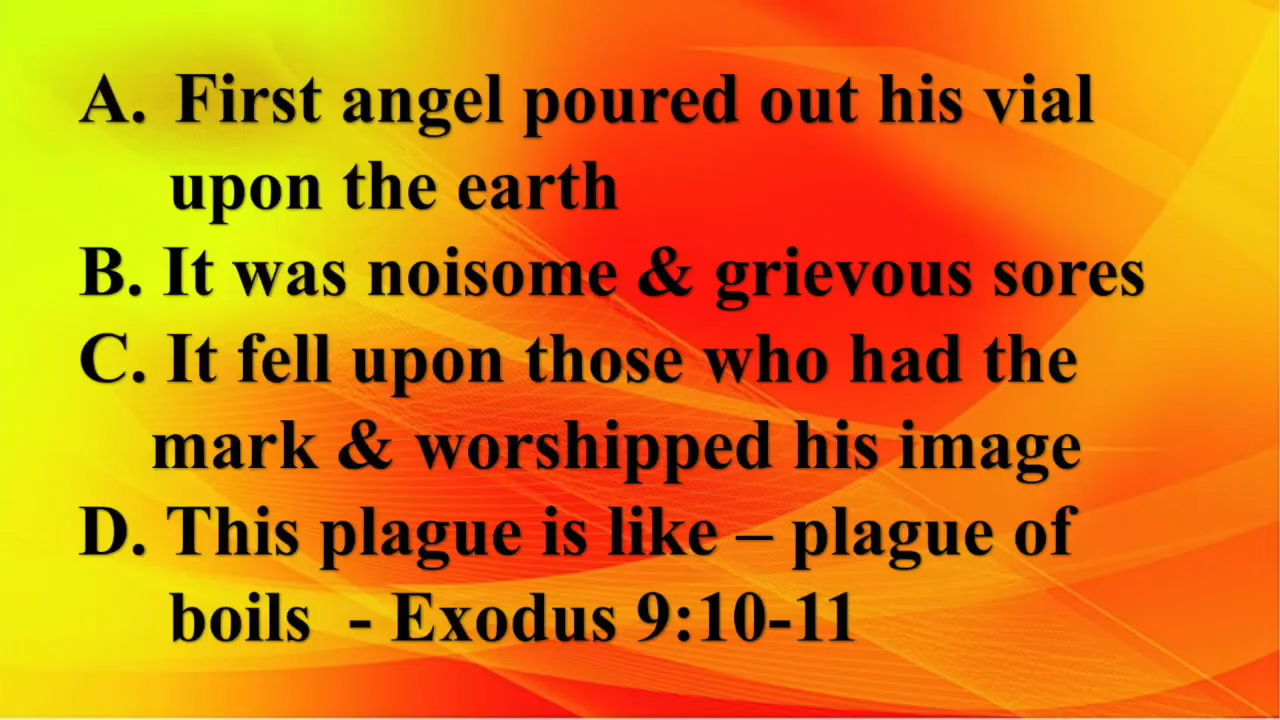 A. First angel poured out his vial
upon the earth
B. It was noisome & grievous sores
C. It fell upon those who had the
mark & worshipped his image
D. This plague is like – plague of
boils - Exodus 9:10-11